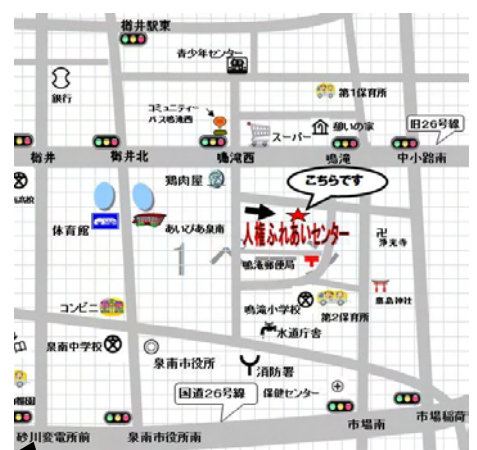 樽井駅東
青少年センター
銀行
第1保育所
コミュニティー
バス鳴滝西
スーパー
憩いの家
旧26号線
樽井
樽井北
鳴滝西
鳴滝
中小路南
鶏肉屋
こちらです
体育館
あいぴあ泉南
人権ふれあいセンター
浄光寺
鳴滝郵便局
鳴滝小学校
第2保育所
コンビニ
水道庁舎
泉南中学校
泉南市役所
消防署
国道26号線
保健センター
市場南
市場稲荷
砂川変電所前
泉南市役所南